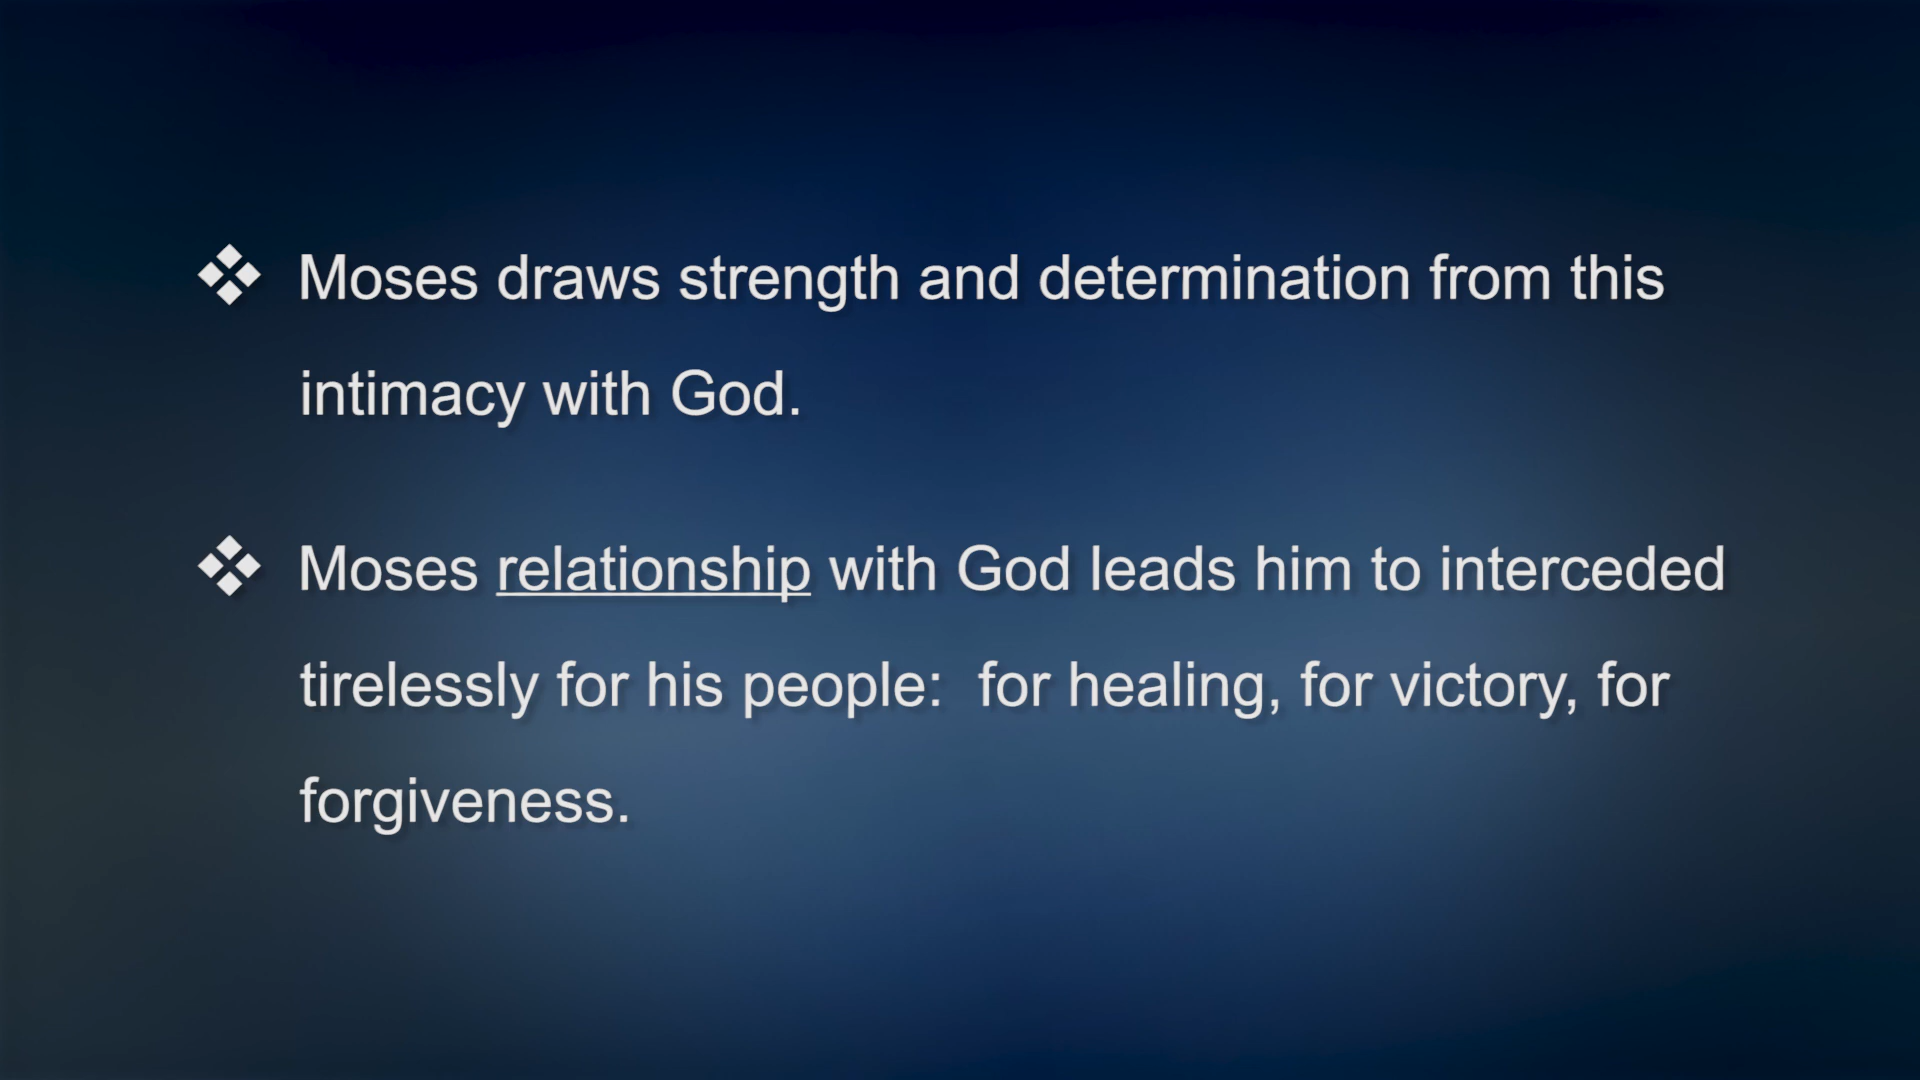 ❖ Moses draws strength and determination from this
intimacy with God.
❖ Moses relationship with God leads him to interceded
tirelessly for his people:  for healing, for victory, for
forgiveness.